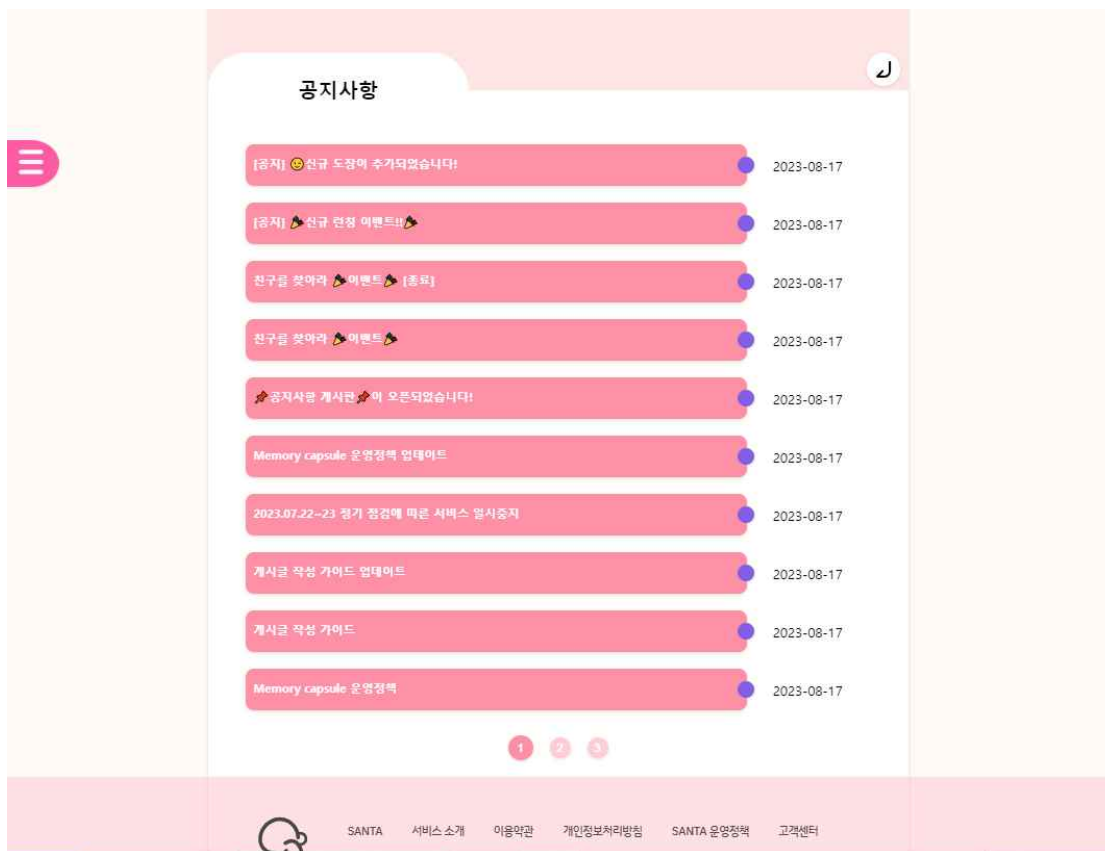 공지사항
[공지] 🙂신규 도장이 추가되었습니다! 2023-08-17
[공지] 🎉신규 런칭 이벤트!!🎉 2023-08-17
친구를 찾아라 🎉이벤트🎉 [종료] 2023-08-17
친구를 찾아라 🎉이벤트🎉 2023-08-17
📌공지사항 게시판📌이 오픈되었습니다! 2023-08-17
Memory capsule 운영정책 업데이트 2023-08-17
2023.07.22~23 정기 점검에 따른 서비스 일시중지 2023-08-17
게시글 작성 가이드 업데이트 2023-08-17
게시글 작성 가이드 2023-08-17
Memory capsule 운영정책 2023-08-17
1 2 3
SANTA 서비스 소개 이용약관 개인정보처리방침 SANTA 운영정책 고객센터